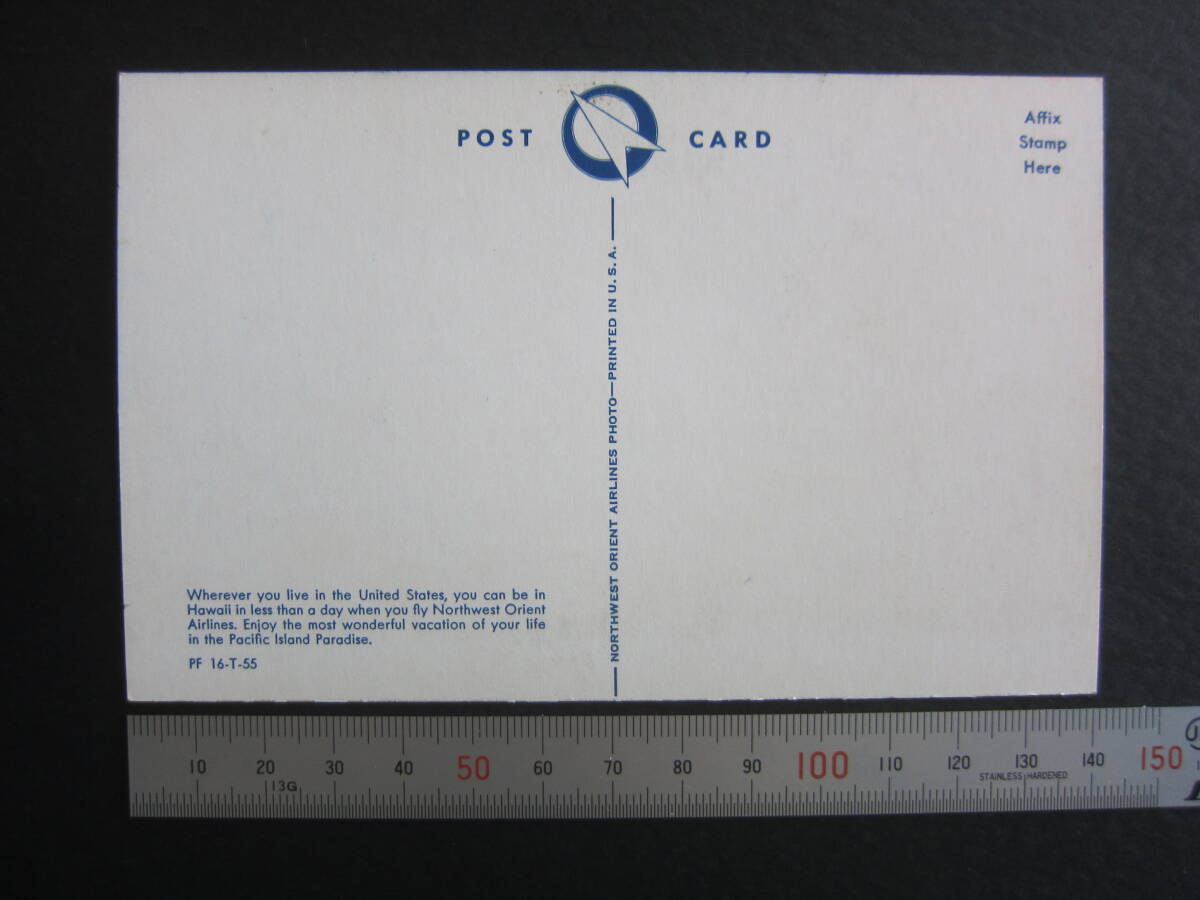 POST CARD
Affix
Stamp
Here
NORTHWEST ORIENT AIRLINES PHOTO—PRINTED IN U. S. A.
Wherever you live in the United States, you can be in
Hawaii in less than a day when you fly Northwest Orient
Airlines. Enjoy the most wonderful vacation of your life
in the Pacific Island Paradise.
PF 16-T-55
10 20 30 40 50 60 70 80 90 100 110 120 130 140 150
13G
STAINLESS HARDENED